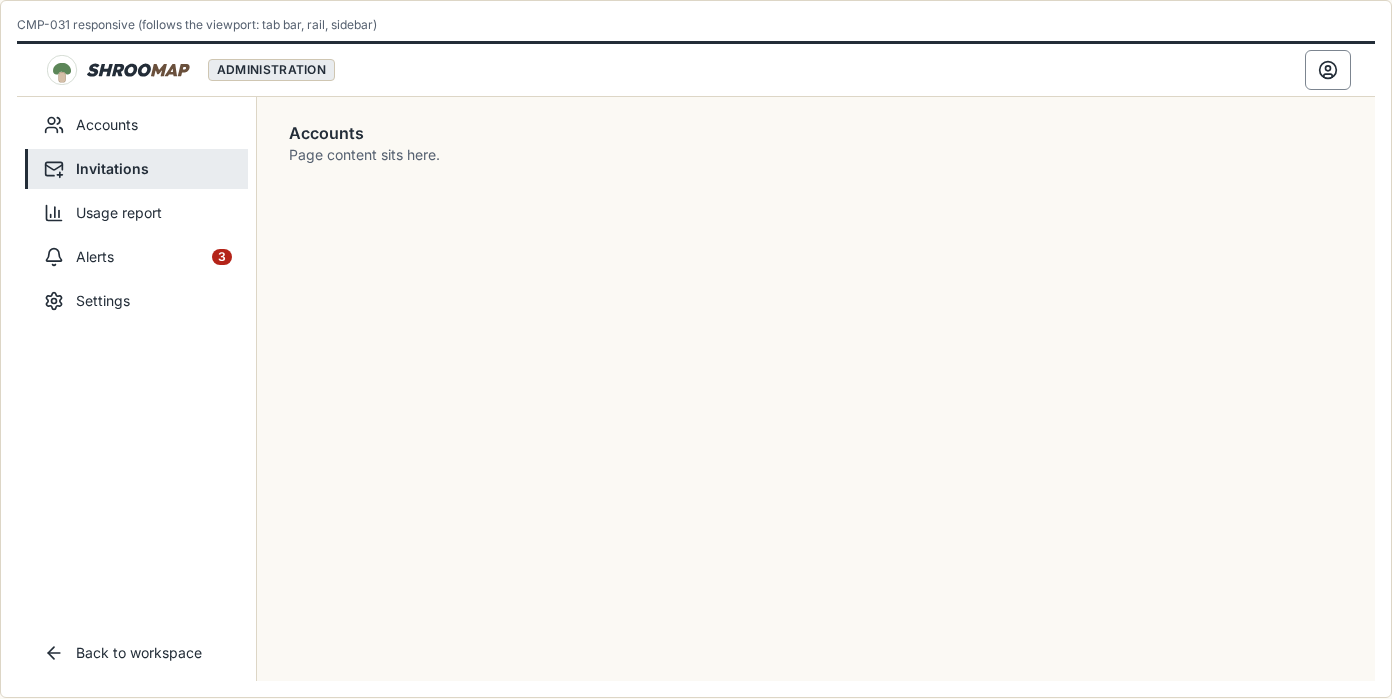 CMP-031 responsive (follows the viewport: tab bar, rail, sidebar)
SHROOMAP ADMINISTRATION
Accounts
Invitations
Usage report
Alerts 3
Settings
Back to workspace
Accounts
Page content sits here.